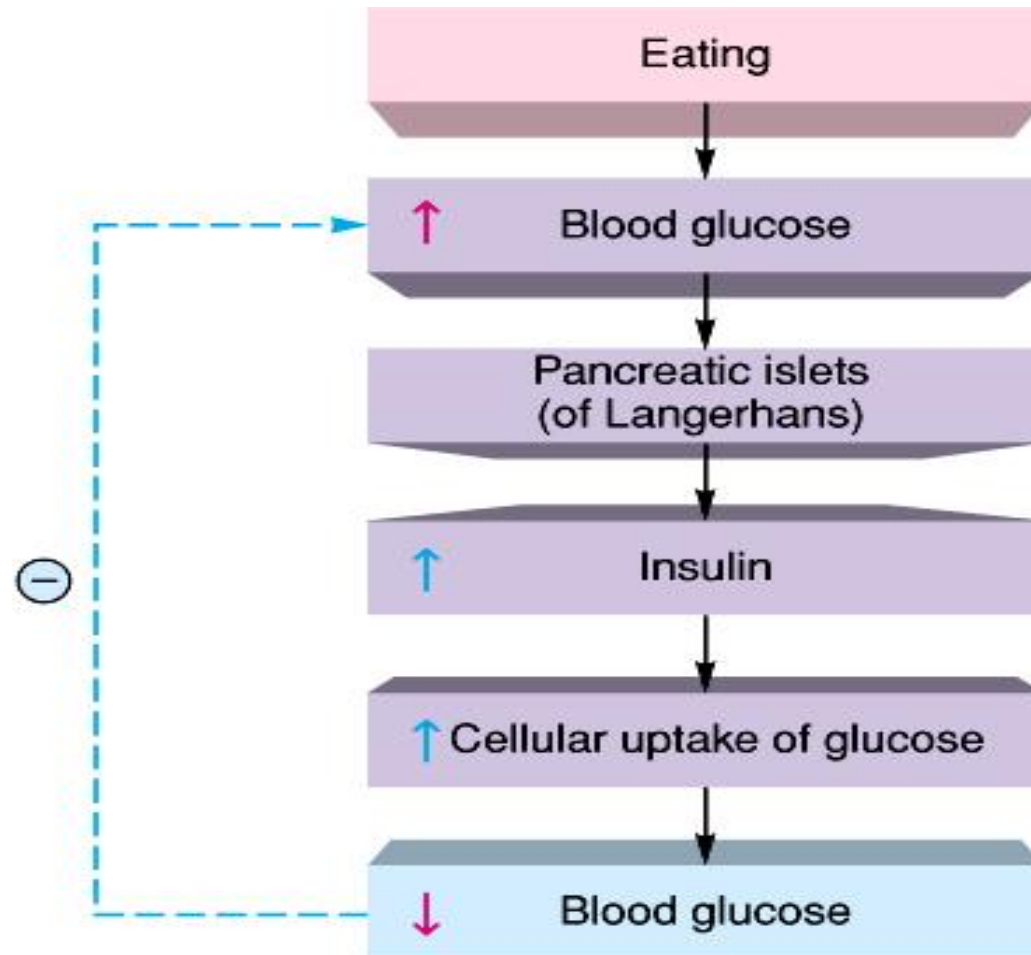 Eating
↑ Blood glucose
Pancreatic islets
(of Langerhans)
↑ Insulin
−
↑ Cellular uptake of glucose
↓ Blood glucose